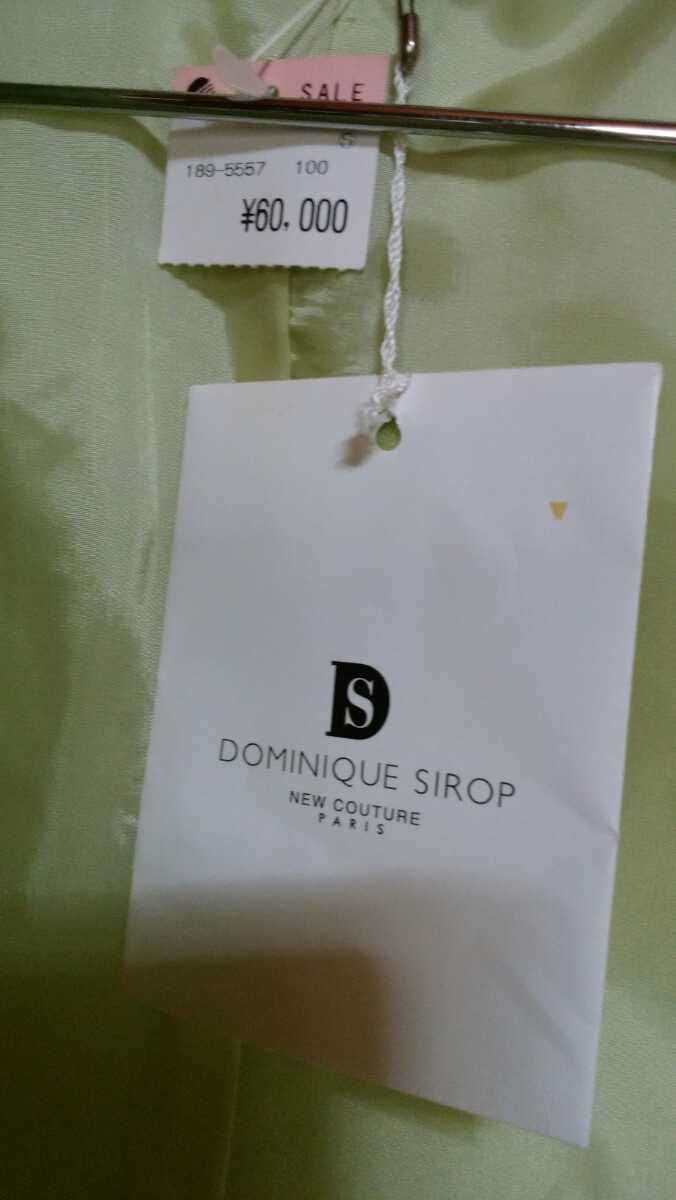 SALE
189-5557 100
¥60,000
DS
DOMINIQUE SIROP
NEW COUTURE
PARIS